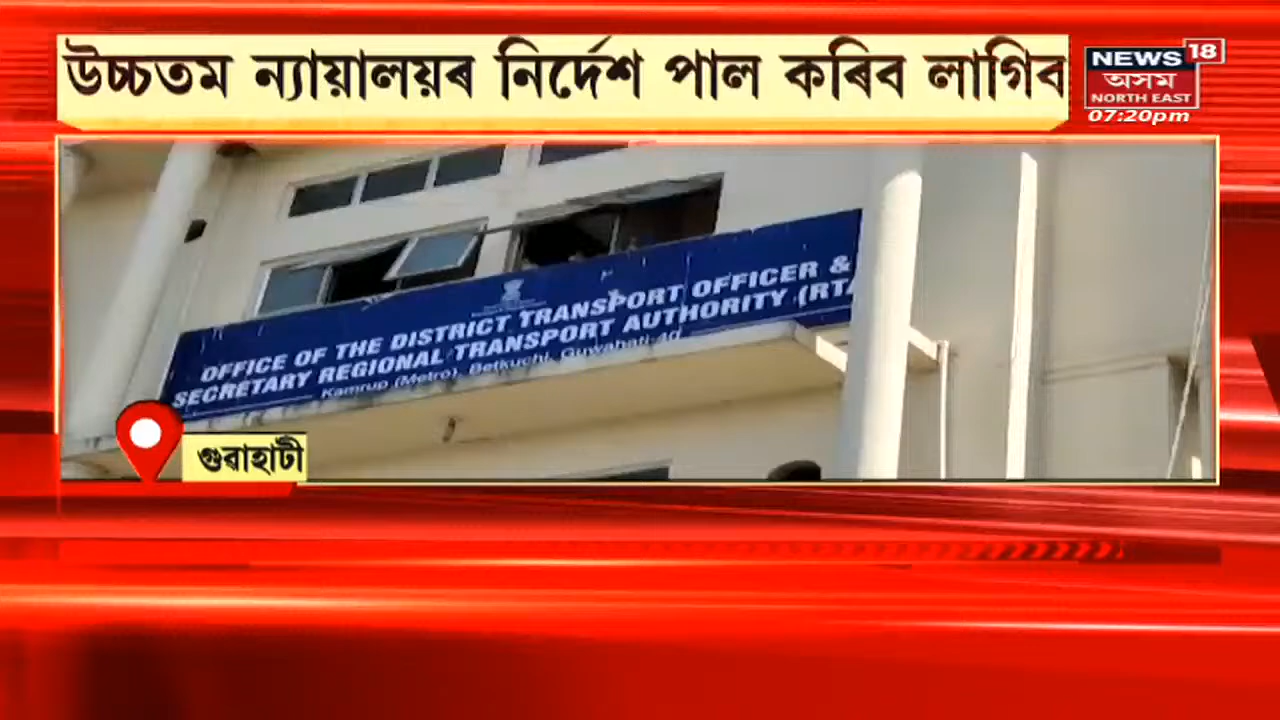 উচ্চতম ন্যায়ালয়ৰ নিৰ্দেশ পাল কৰিব লাগিব
NEWS 18
অসম
NORTH EAST
07:20pm
OFFICE OF THE DISTRICT TRANSPORT OFFICER &
SECRETARY REGIONAL TRANSPORT AUTHORITY (RTA
Kamrup (Metro), Betkuchi, Guwahati-40
গুৱাহাটী